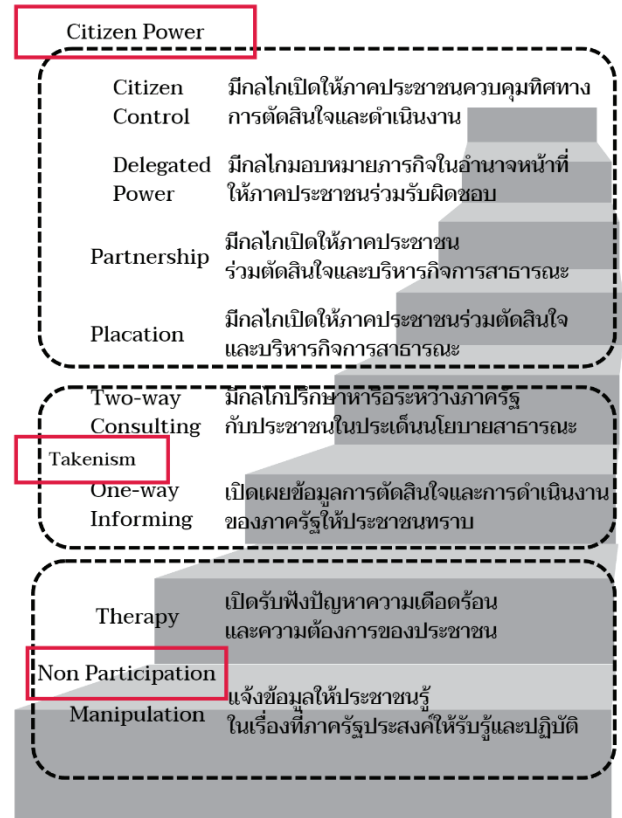 Citizen Power
Citizen มีกลไกเปิดให้ภาคประชาชนควบคุมทิศทาง
Control การตัดสินใจและดำเนินงาน
Delegated มีกลไกมอบหมายภารกิจในอำนาจหน้าที่
Power ให้ภาคประชาชนร่วมรับผิดชอบ
มีกลไกเปิดให้ภาคประชาชน
Partnership ร่วมตัดสินใจและบริหารกิจการสาธารณะ
มีกลไกเปิดให้ภาคประชาชนร่วมตัดสินใจ
Placation และบริหารกิจการสาธารณะ
Two-way มีกลไกปรึกษาหารือระหว่างภาครัฐ
Consulting กับประชาชนในประเด็นนโยบายสาธารณะ
Takenism
One-way เปิดเผยข้อมูลการตัดสินใจและการดำเนินงาน
Informing ของภาครัฐให้ประชาชนทราบ
เปิดรับฟังปัญหาความเดือดร้อน
Therapy และความต้องการของประชาชน
Non Participation
แจ้งข้อมูลให้ประชาชนรู้
Manipulation ในเรื่องที่ภาครัฐประสงค์ให้รับรู้และปฏิบัติ